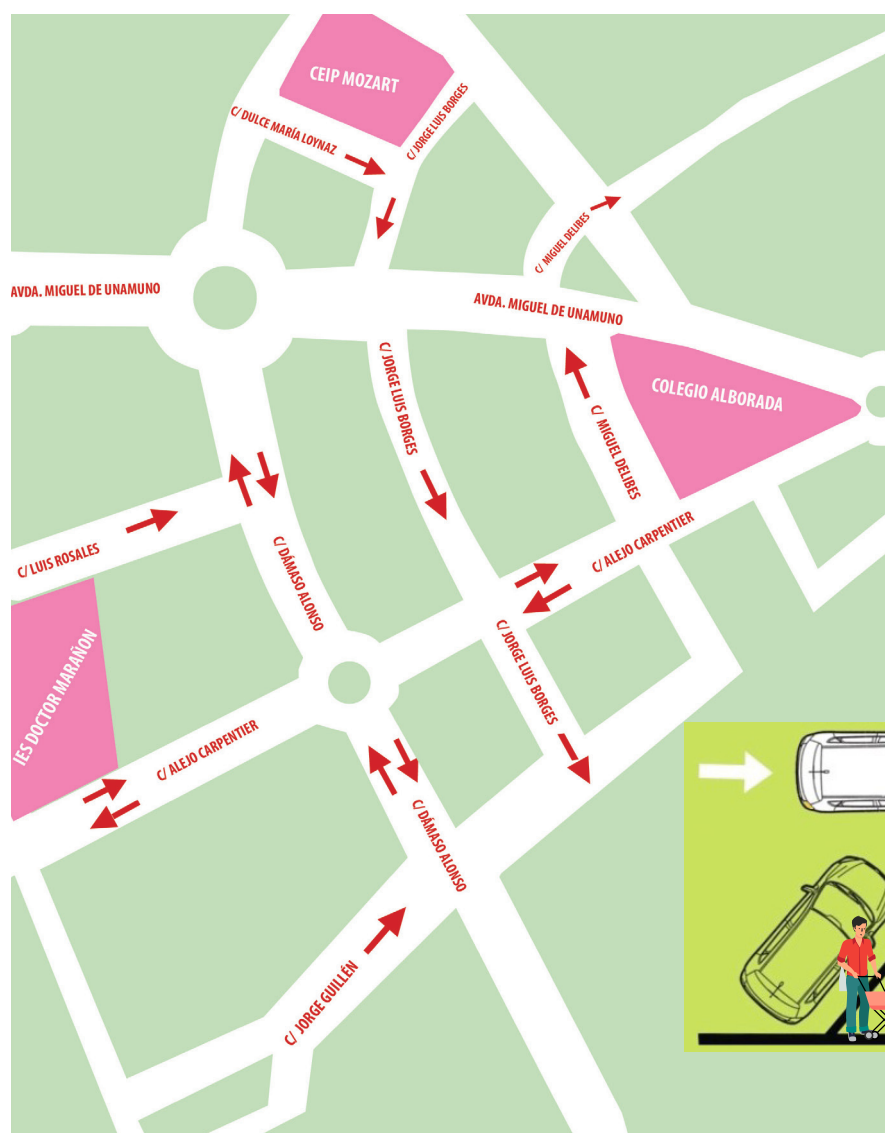 CEIP MOZART
C/ DULCE MARÍA LOYNAZ
C/ JORGE LUIS BORGES
C/ MIGUEL DELIBES
AVDA. MIGUEL DE UNAMUNO
AVDA. MIGUEL DE UNAMUNO
C/ JORGE LUIS BORGES
COLEGIO ALBORADA
C/ MIGUEL DELIBES
C/ LUIS ROSALES
C/ DÁMASO ALONSO
C/ ALEJO CARPENTIER
IES DOCTOR MARAÑON
C/ JORGE LUIS BORGES
C/ ALEJO CARPENTIER
C/ DÁMASO ALONSO
C/ JORGE GUILLÉN